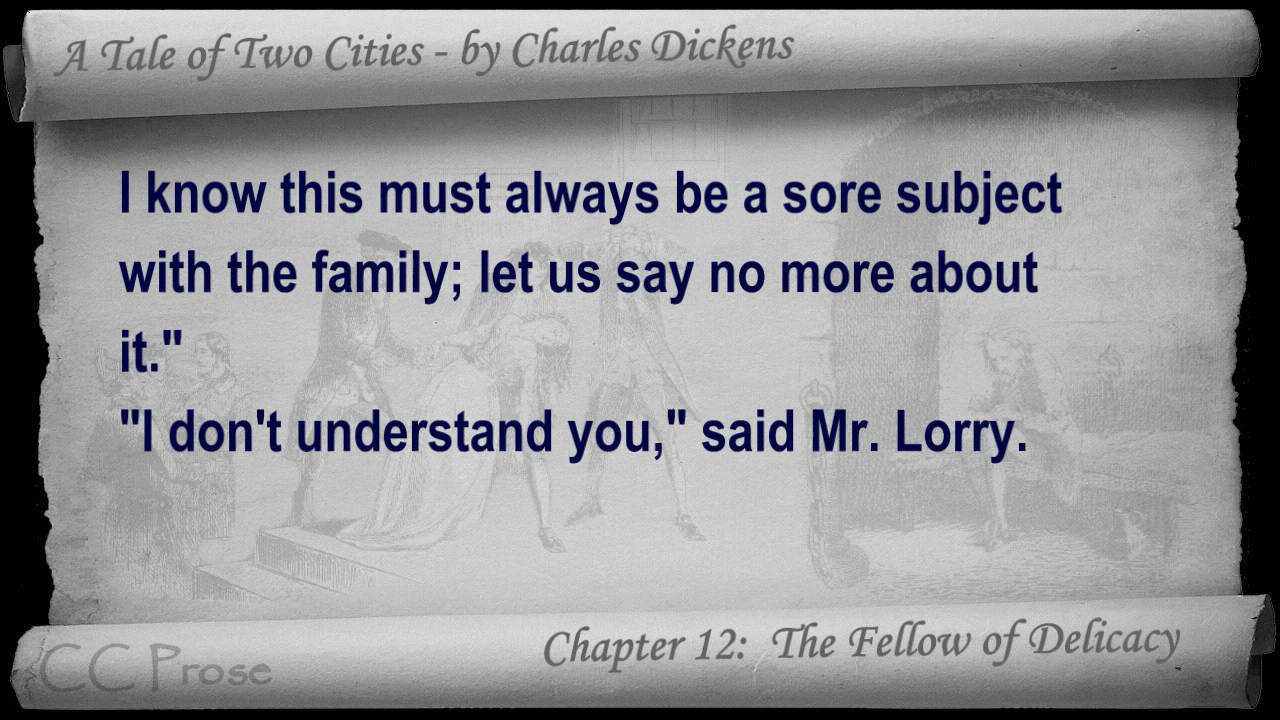 A Tale of Two Cities - by Charles Dickens
I know this must always be a sore subject
with the family; let us say no more about
it."
"I don't understand you," said Mr. Lorry.
Chapter 12:  The Fellow of Delicacy
CC Prose